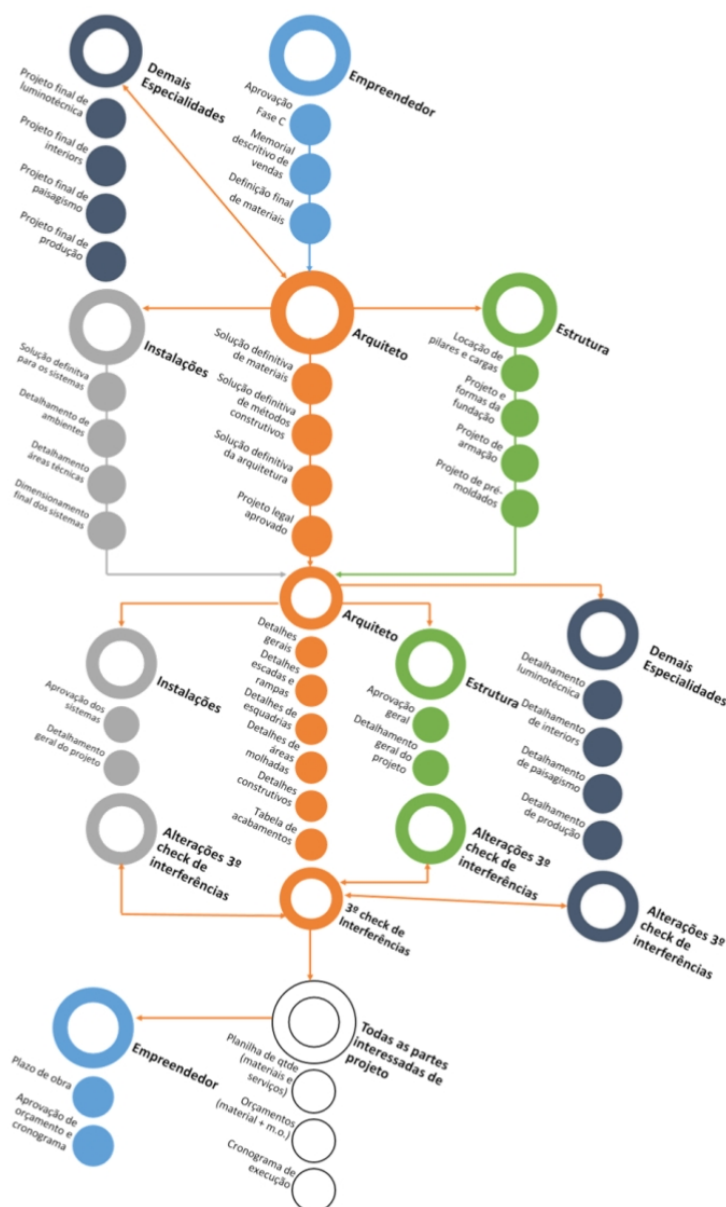 Demais
Especialidades
Projeto final de
luminotécnica
Projeto final de
interiors
Projeto final de
paisagismo
Projeto final de
produção
Empreendedor
Aprovação
Fase C
Memorial
descritivo de
vendas
Definição final
de materiais
Instalações
Solução definitva
para os sistemas
Detalhamento de
ambientes
Detalhamento
áreas técnicas
Dimensionamento
final dos sistemas
Arquiteto
Solução definitiva
de materiais
Solução definitiva
de métodos
construtivos
Solução definitiva
da arquitetura
Projeto legal
aprovado
Estrutura
Locação de
pilares e cargas
Projeto e
formas da
fundação
Projeto de
armação
Projeto de pré-
moldados
Arquiteto
Detalhes
gerais
Detalhes
escadas e
rampas
Detalhes de
esquadrias
Detalhes de
áreas
molhadas
Detalhes
construtivos
Tabela de
acabamentos
Instalações
Aprovação dos
sistemas
Detalhamento
geral do projeto
Alterações 3º
check de
interferências
Estrutura
Aprovação
geral
Detalhamento
geral do
projeto
Alterações 3º
check de
interferências
Demais
Especialidades
Detalhamento
luminotécnica
Detalhamento
de interiors
Detalhamento
de paisagismo
Detalhamento
de produção
Alterações 3º
check de
interferências
3º check de
Interferências
Todas as partes
interessadas de
projeto
Planilha de qtde
(materiais e
serviços)
Orçamentos
(material + m.o.)
Cronograma de
execução
Empreendedor
Plazo de obra
Aprovação de
orçamento e
cronograma